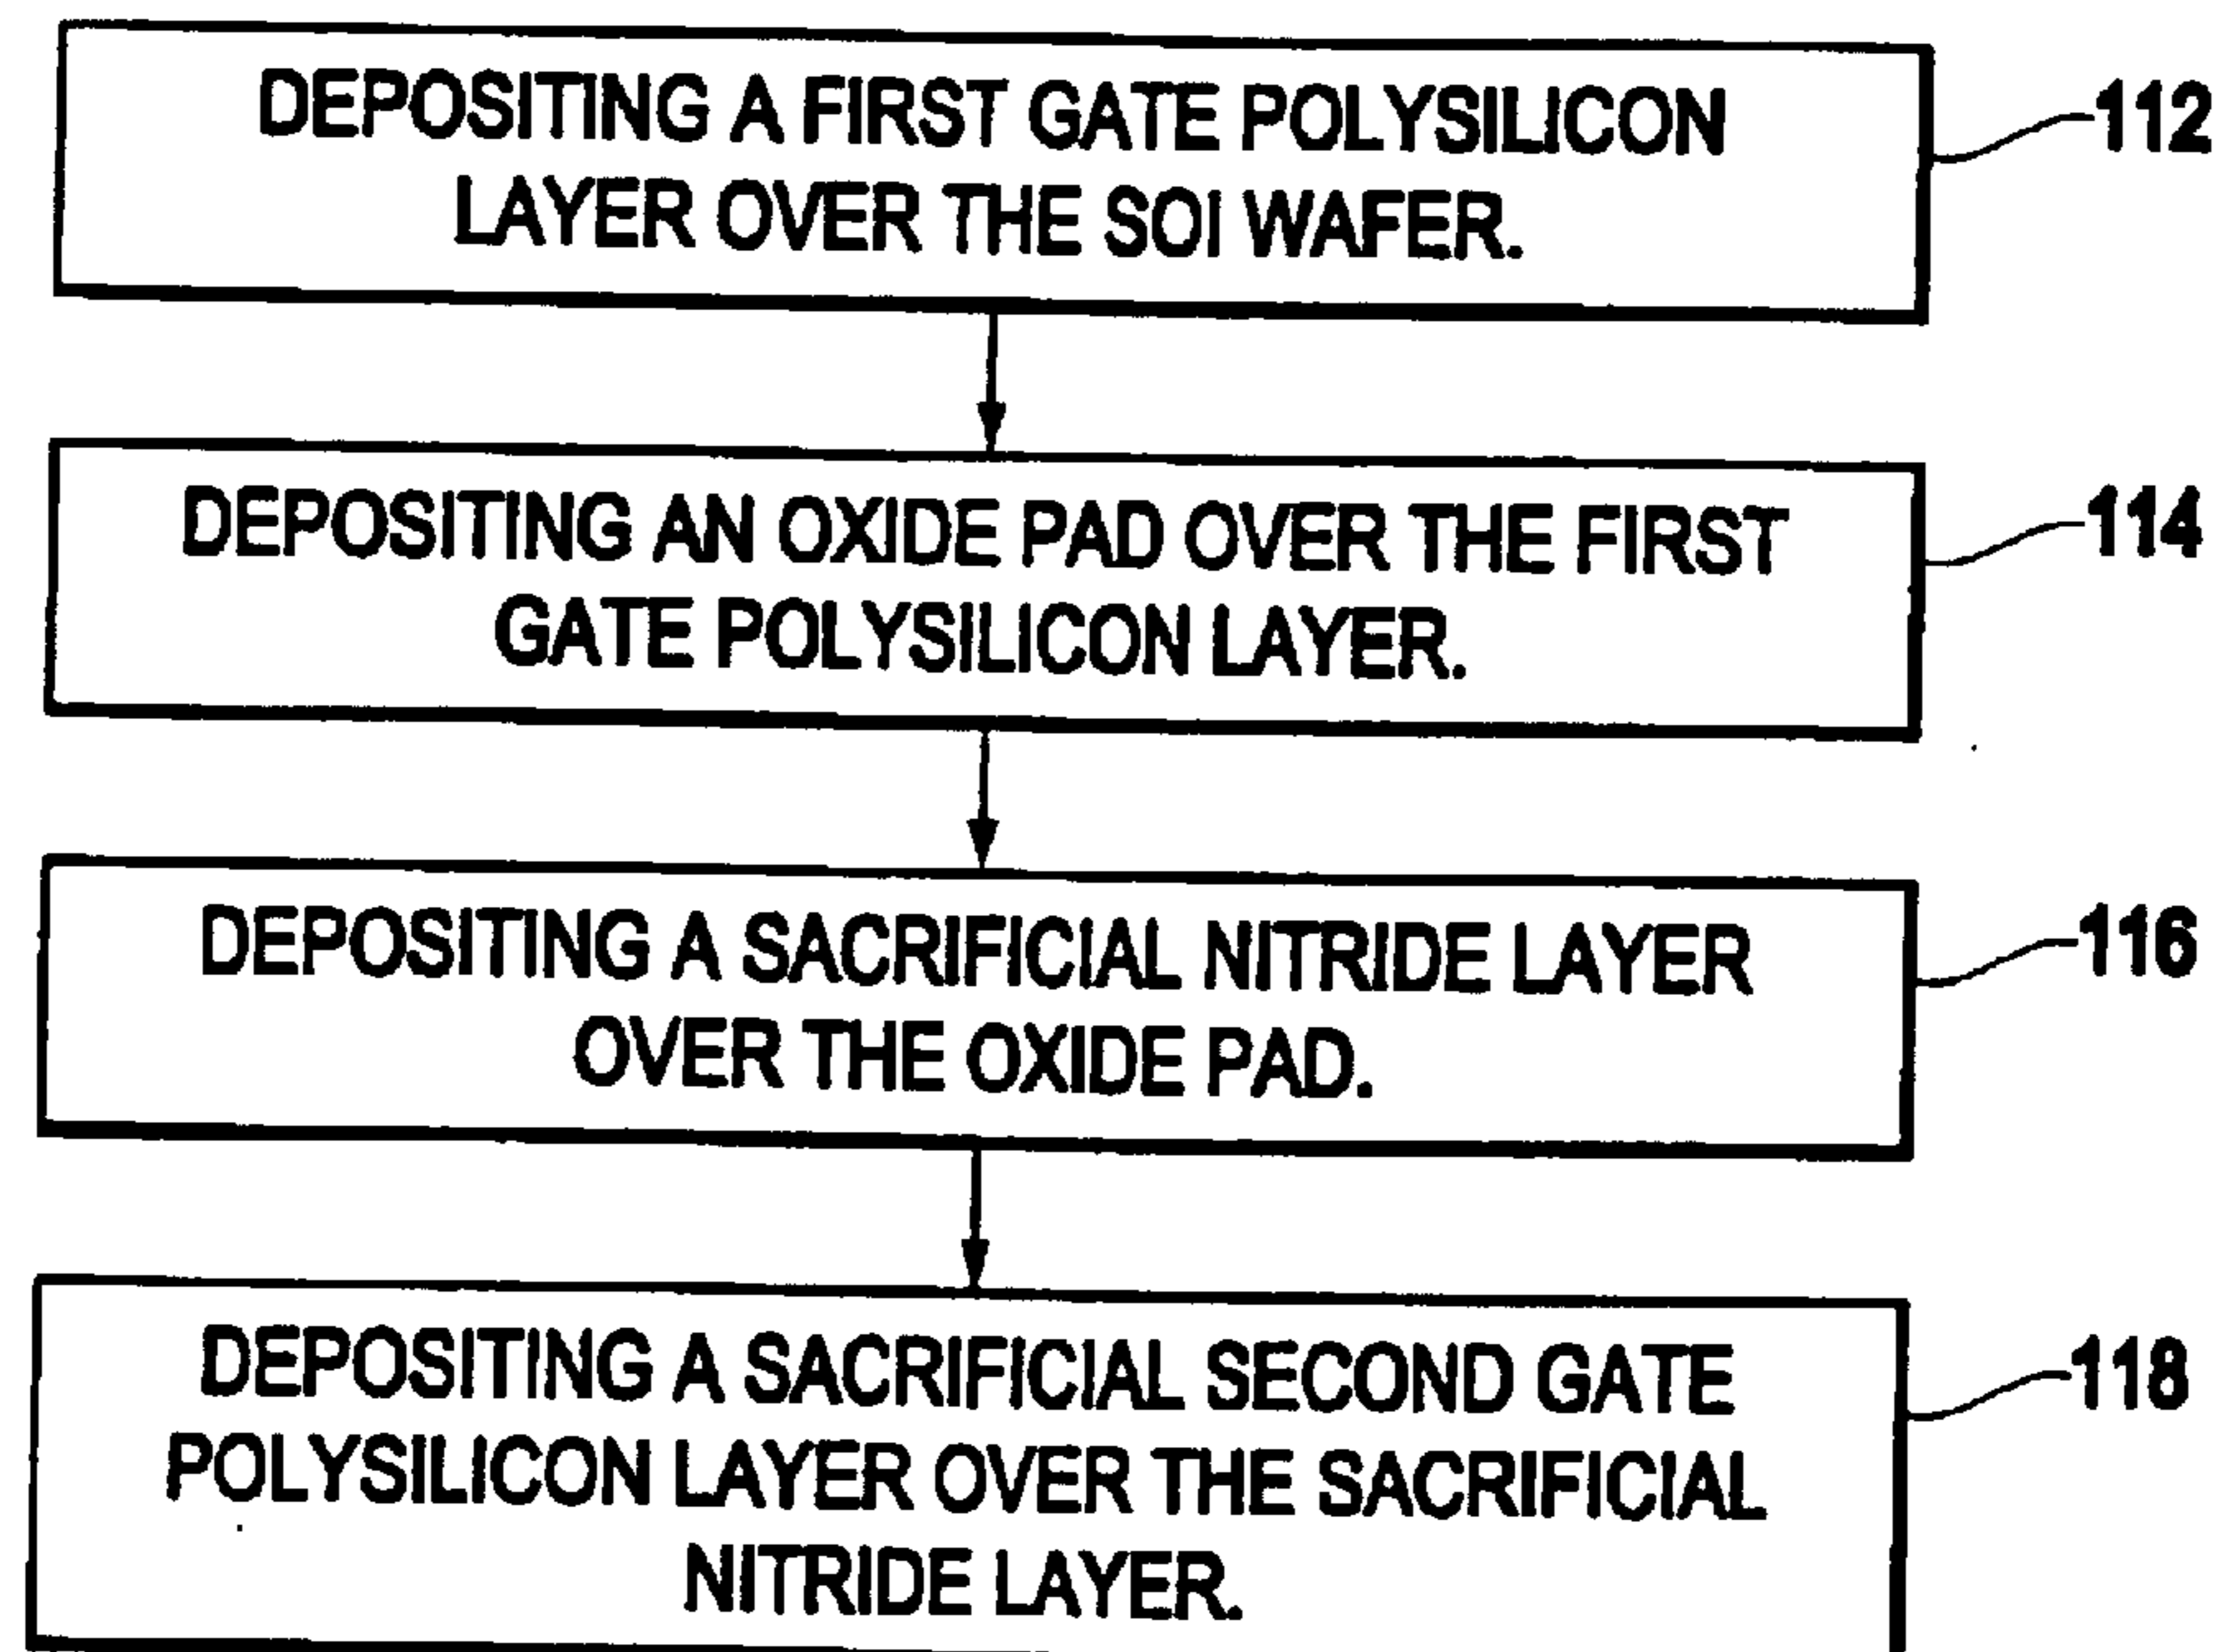 DEPOSITING A FIRST GATE POLYSILICON
LAYER OVER THE SOI WAFER.
112
DEPOSITING AN OXIDE PAD OVER THE FIRST
GATE POLYSILICON LAYER.
114
DEPOSITING A SACRIFICIAL NITRIDE LAYER
OVER THE OXIDE PAD.
116
DEPOSITING A SACRIFICIAL SECOND GATE
POLYSILICON LAYER OVER THE SACRIFICIAL
NITRIDE LAYER.
118